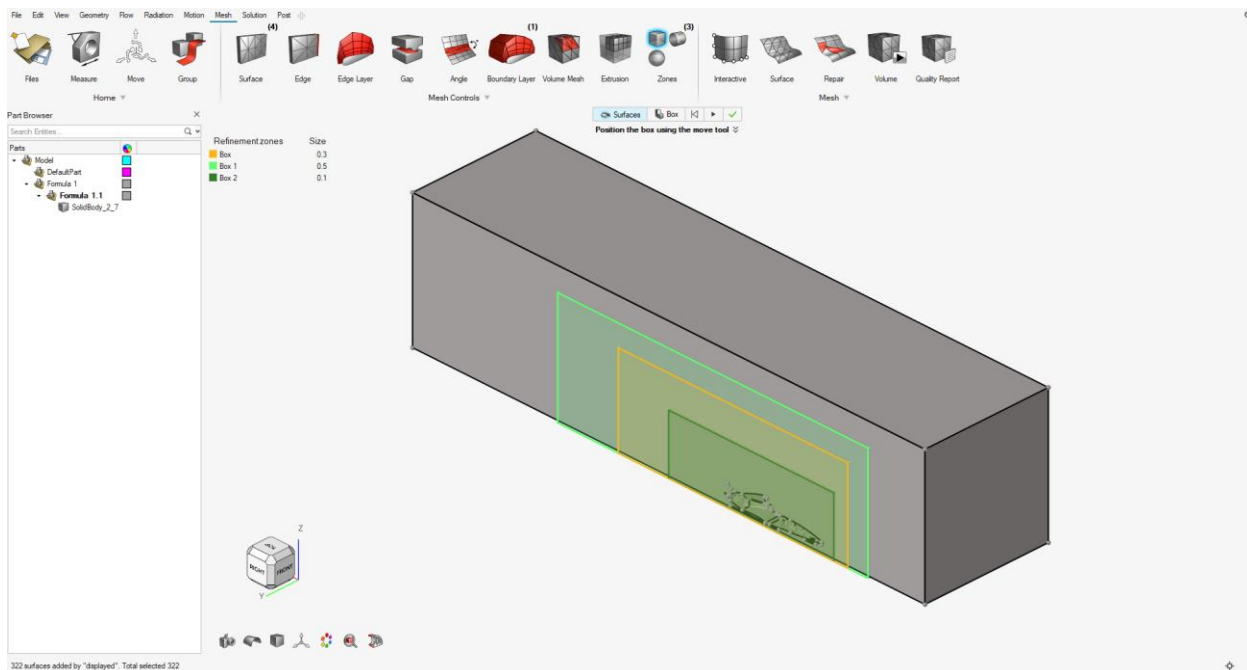 File Edit View Geometry Flow Radiation Motion Mesh Solution Post
(4) (1) (3)
Files Measure Move Group Surface Edge Edge Layer Gap Angle Boundary Layer Volume Mesh Extrusion Zones Interactive Surface Repair Volume Quality Report
Home Mesh Controls Mesh
Part Browser
Surfaces Box
Position the box using the move tool
Search Entities...
Parts
Model
DefaultPart
Formula 1
Formula 1.1
SolidBody_2_7
Refinement zones Size
Box 0.3
Box 1 0.5
Box 2 0.1
Z
RIGHT FRONT
Y
322 surfaces added by "displayed". Total selected 322